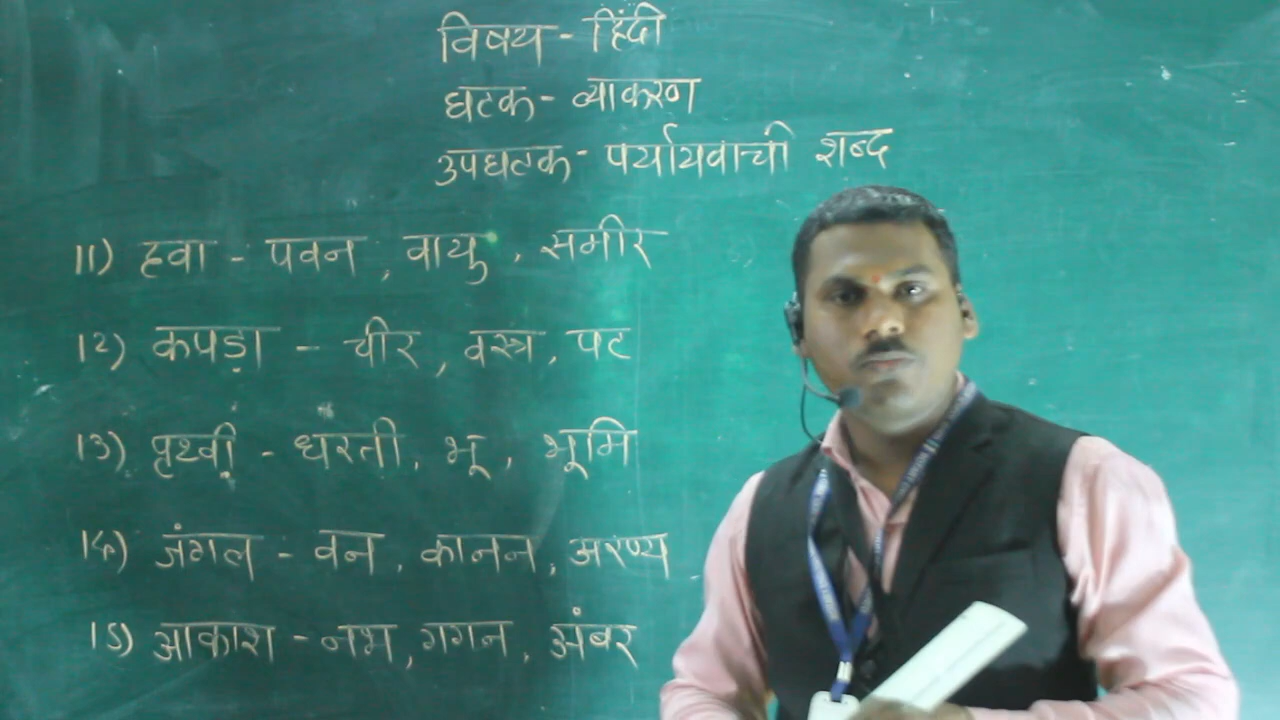 विषय - हिंदी
घटक - व्याकरण
उपघटक - पर्यायवाची शब्द
11) हवा - पवन, वायु, समीर
12) कपड़ा - चीर, वस्त्र, पट
13) पृथ्वी - धरती, भू, भूमि
14) जंगल - वन, कानन, अरण्य
15) आकाश - नभ, गगन, अंबर